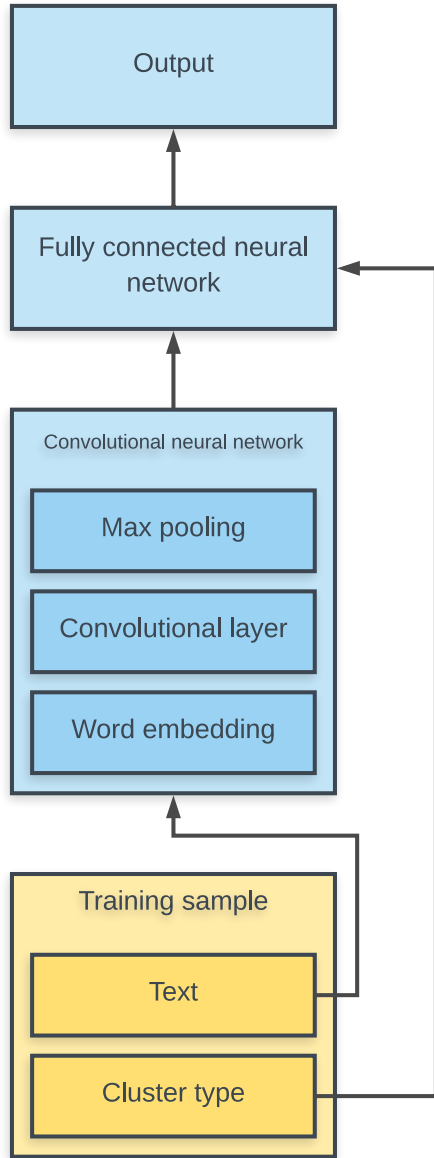 Output
Fully connected neural
network
Convolutional neural network
Max pooling
Convolutional layer
Word embedding
Training sample
Text
Cluster type